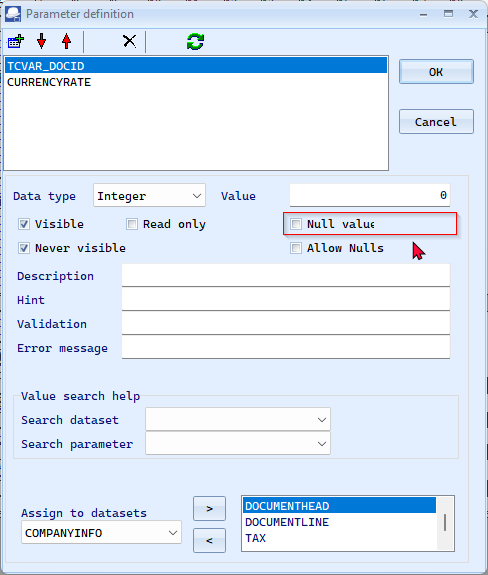 Parameter definition
TCVAR_DOCID
CURRENCYRATE
OK
Cancel
Data type Integer Value 0
Visible Read only Null value
Never visible Allow Nulls
Description
Hint
Validation
Error message
Value search help
Search dataset
Search parameter
Assign to datasets
COMPANYINFO
>
<
DOCUMENTHEAD
DOCUMENTLINE
TAX